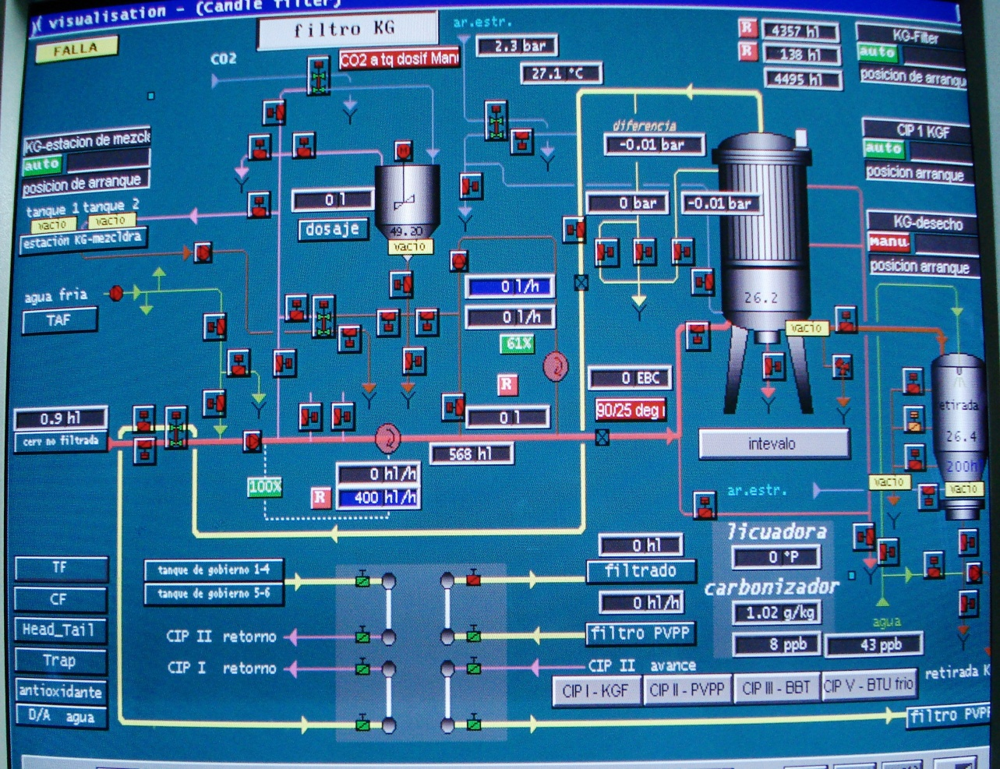 visualisation - (Candle filter)
FALLA
filtro KG
CO2
CO2 a tq dosif Man
ar.estr.
2.3 bar
27.1 °C
R 4357 hl
R 138 hl
4495 hl
KG-Filter
auto
posicion de arranqu
diferencia
-0.01 bar
CIP 1 KGF
auto
posicion arranque
KG-estacion de mezcl
auto
posicion de arranque
tanque 1 tanque 2
vacio vacio
estación KG-mezcldra
M
0 l
dosaje
49.20
vacio
0 bar
-0.01 bar
KG-desecho
manu.
posicion arranque
agua fria
TAF
0 l/h
0 l/h
61%
R
0 l
26.2
vacio
0 EBC
90/25 deg
0.9 hl
cerv no filtrada
568 hl
100%
R
0 hl/h
400 hl/h
intevalo
retirada
26.4
200h
vacio
vacio
ar.estr.
licuadora
0 °P
carbonizador
1.02 g/kg
8 ppb
43 ppb
agua
0 hl
filtrado
0 hl/h
filtro PVPP
tanque de gobierno 1-4
tanque de gobierno 5-6
CIP II retorno
CIP I retorno
CIP II avance
TF
CF
Head_Tail
Trap
antioxidante
D/A agua
CIP I - KGF
CIP II - PVPP
CIP III - BBT
CIP V - BTU frio
retirada K
filtro PVPP